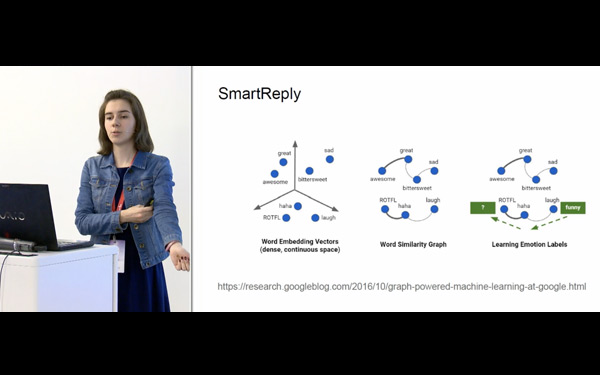 SmartReply
great
sad
awesome
bittersweet
haha
ROTFL
laugh
Word Embedding Vectors
(dense, continuous space)
great
sad
awesome
bittersweet
ROTFL
laugh
haha
Word Similarity Graph
great
sad
awesome
bittersweet
?
ROTFL
laugh
funny
haha
Learning Emotion Labels
https://research.googleblog.com/2016/10/graph-powered-machine-learning-at-google.html